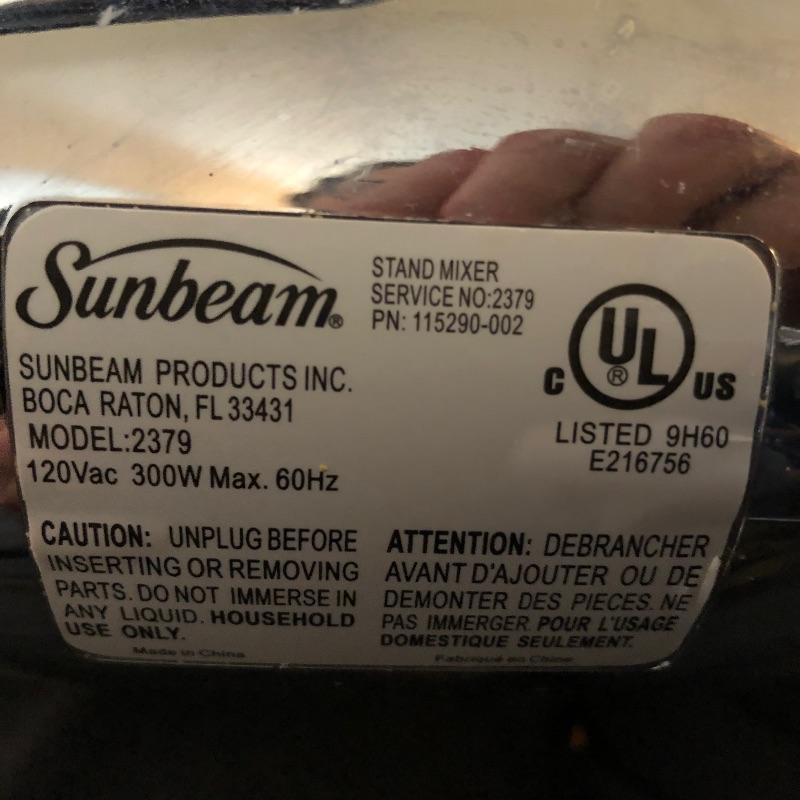 Sunbeam®
STAND MIXER
SERVICE NO:2379
PN: 115290-002
SUNBEAM PRODUCTS INC.
BOCA RATON, FL 33431
MODEL:2379
120Vac 300W Max. 60Hz
C UL® US
LISTED 9H60
E216756
CAUTION: UNPLUG BEFORE
INSERTING OR REMOVING
PARTS. DO NOT IMMERSE IN
ANY LIQUID. HOUSEHOLD
USE ONLY.
Made in China
ATTENTION: DEBRANCHER
AVANT D'AJOUTER OU DE
DEMONTER DES PIECES. NE
PAS IMMERGER POUR L'USAGE
DOMESTIQUE SEULEMENT.
Fabriqué en Chine